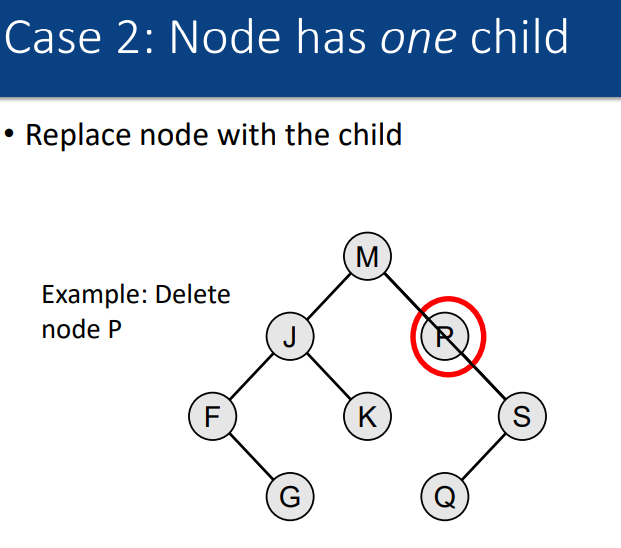 Case 2: Node has one child
• Replace node with the child
M
Example: Delete
node P
J
P
F
K
S
G
Q